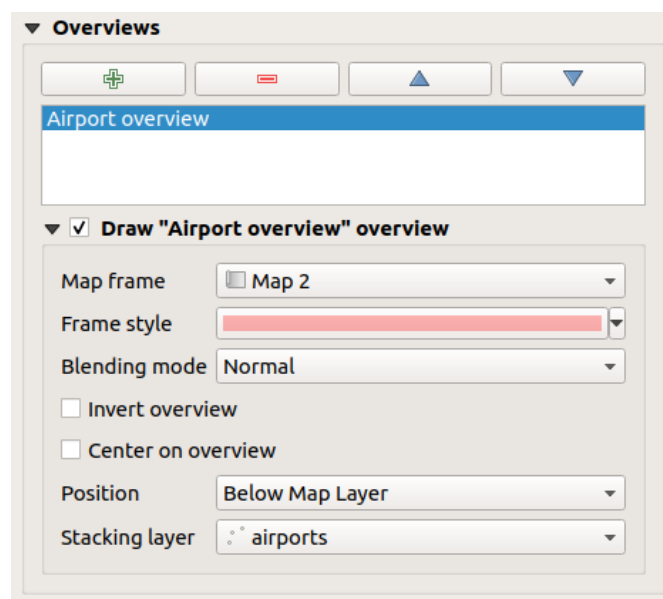 Overviews
Airport overview
Draw "Airport overview" overview
Map frame Map 2
Frame style
Blending mode Normal
Invert overview
Center on overview
Position Below Map Layer
Stacking layer airports